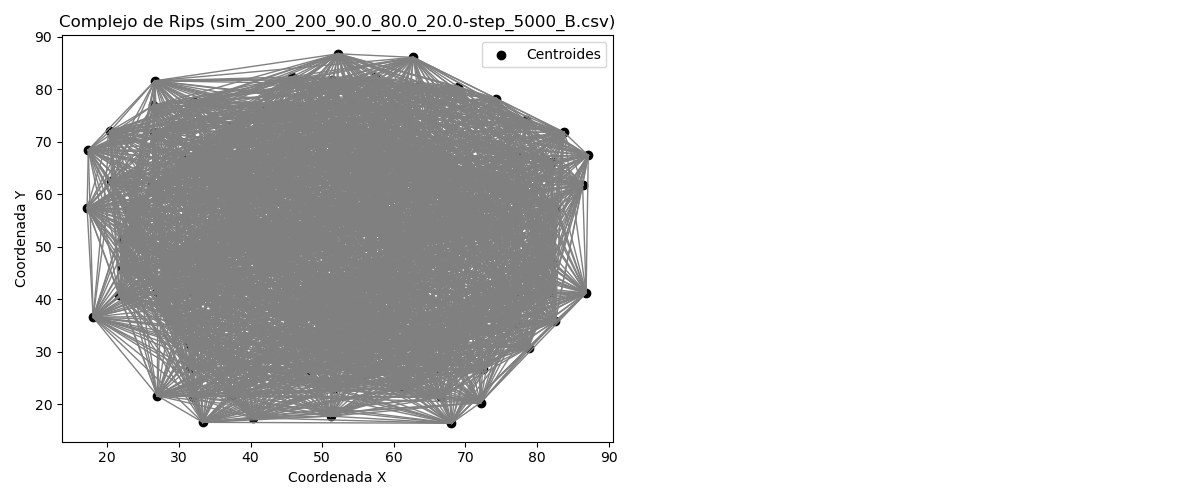 Complejo de Rips (sim_200_200_90.0_80.0_20.0-step_5000_B.csv)
Centroides
Coordenada Y
90
80
70
60
50
40
30
20
20 30 40 50 60 70 80 90
Coordenada X